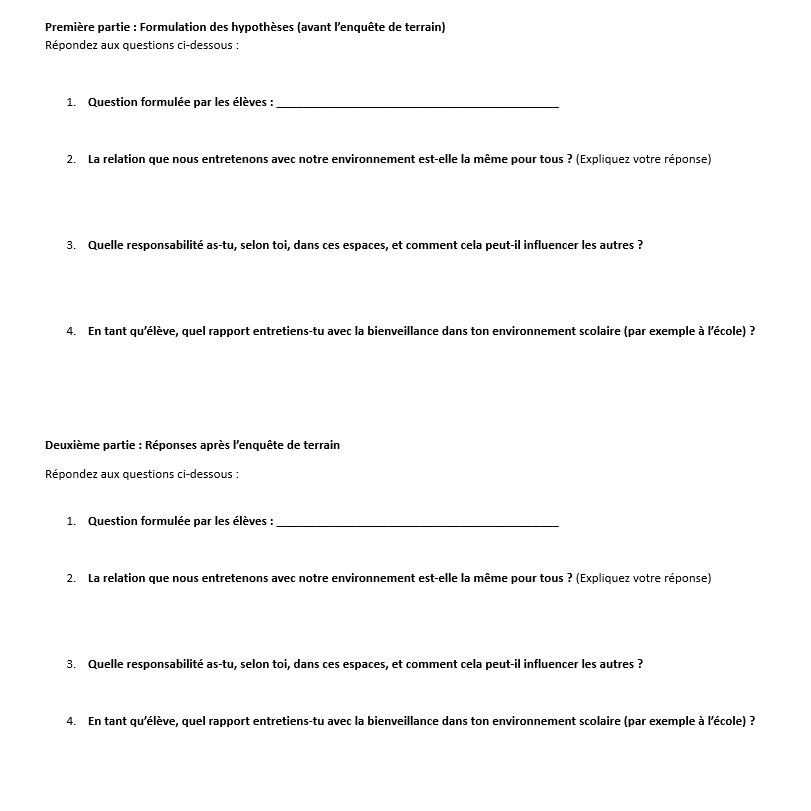 Première partie : Formulation des hypothèses (avant l’enquête de terrain)
Répondez aux questions ci-dessous :
1. Question formulée par les élèves : ___________________________________________
2. La relation que nous entretenons avec notre environnement est-elle la même pour tous ? (Expliquez votre réponse)
3. Quelle responsabilité as-tu, selon toi, dans ces espaces, et comment cela peut-il influencer les autres ?
4. En tant qu’élève, quel rapport entretiens-tu avec la bienveillance dans ton environnement scolaire (par exemple à l’école) ?
Deuxième partie : Réponses après l’enquête de terrain
Répondez aux questions ci-dessous :
1. Question formulée par les élèves : ___________________________________________
2. La relation que nous entretenons avec notre environnement est-elle la même pour tous ? (Expliquez votre réponse)
3. Quelle responsabilité as-tu, selon toi, dans ces espaces, et comment cela peut-il influencer les autres ?
4. En tant qu’élève, quel rapport entretiens-tu avec la bienveillance dans ton environnement scolaire (par exemple à l’école) ?